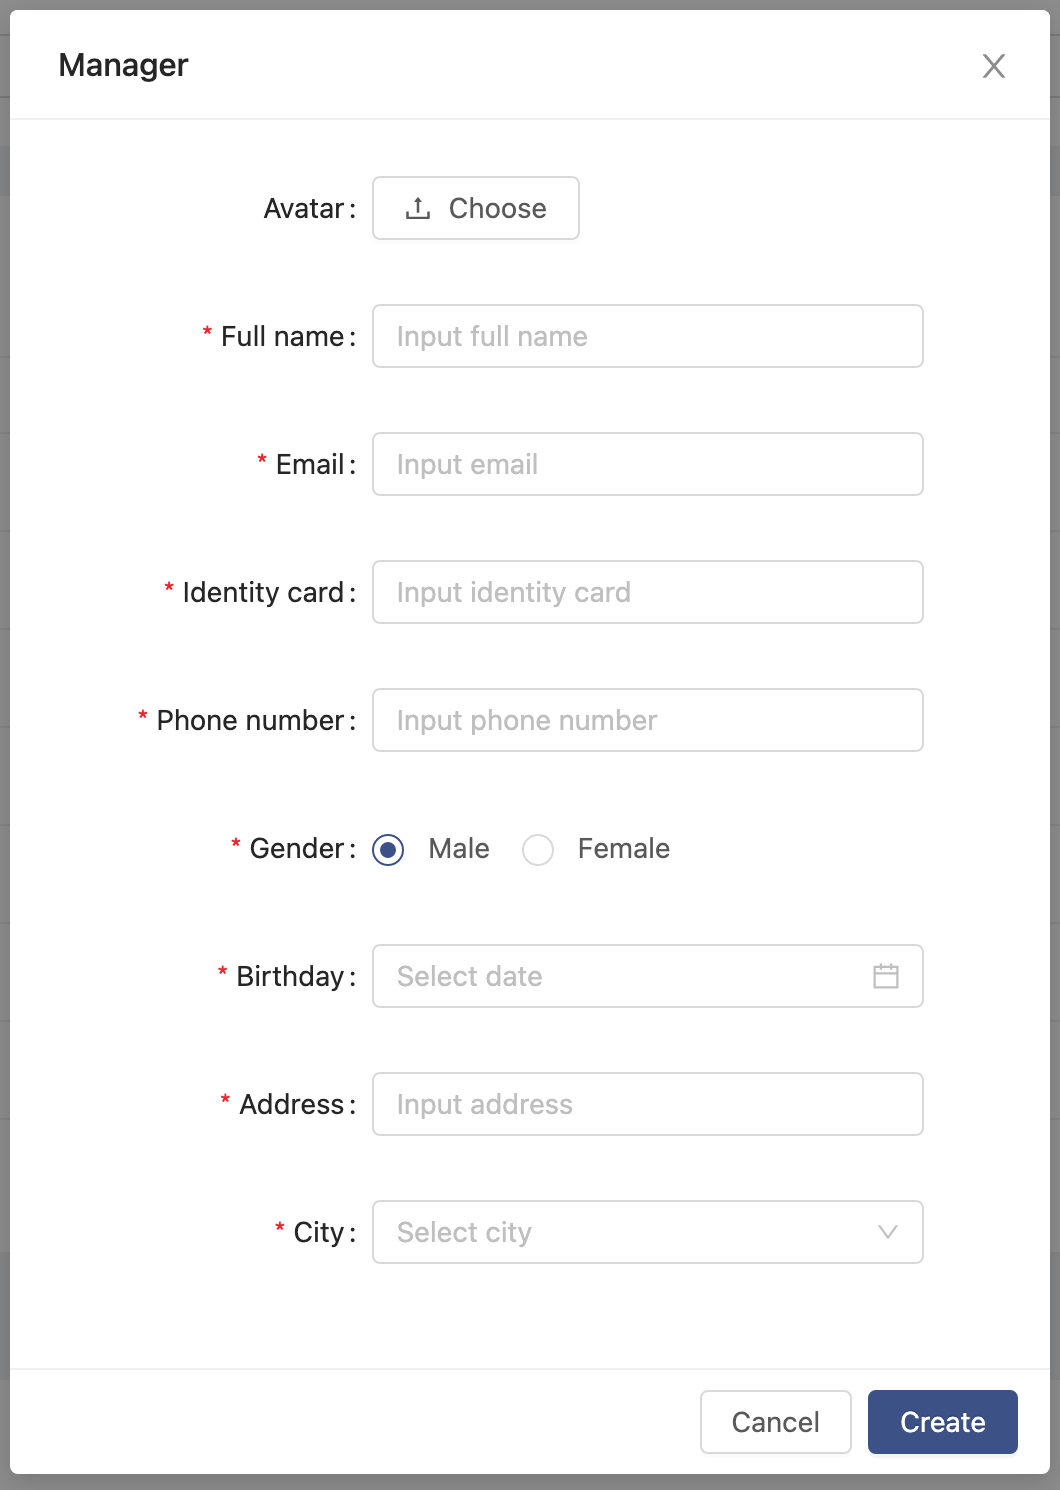 Manager
Avatar: Choose
* Full name: Input full name
* Email: Input email
* Identity card: Input identity card
* Phone number: Input phone number
* Gender: Male Female
* Birthday: Select date
* Address: Input address
* City: Select city
Cancel Create